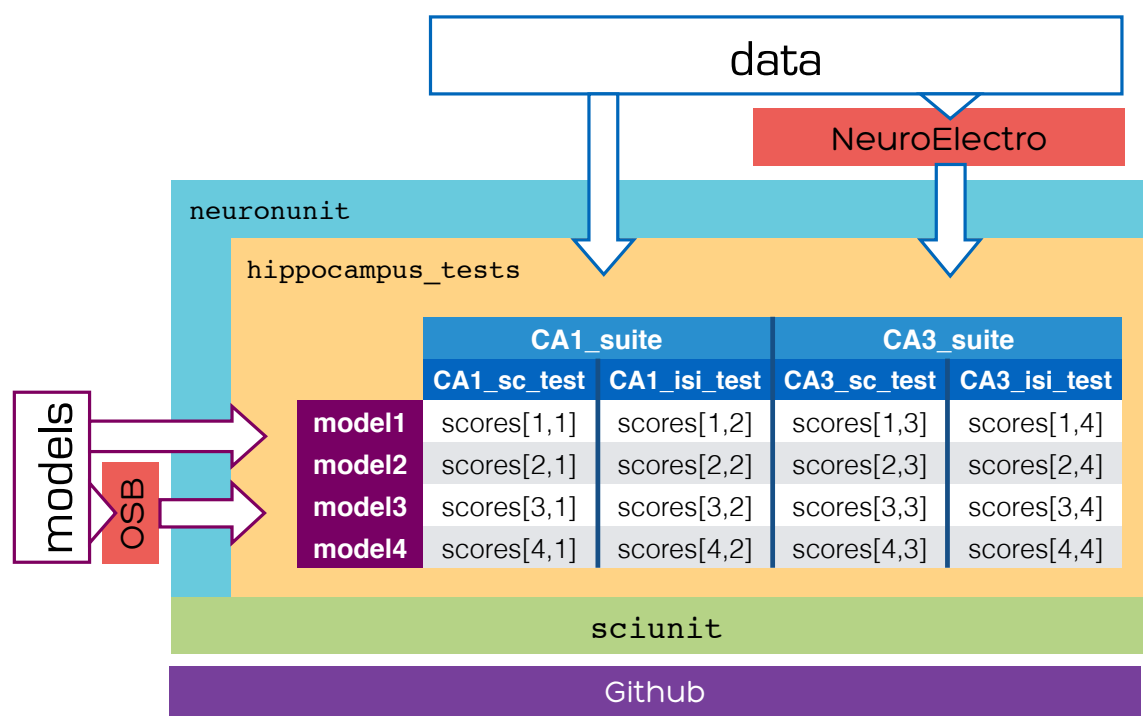 data
NeuroElectro
neuronunit
hippocampus_tests
CA1_suite CA3_suite
CA1_sc_test CA1_isi_test CA3_sc_test CA3_isi_test
models
OSB
model1 scores[1,1] scores[1,2] scores[1,3] scores[1,4]
model2 scores[2,1] scores[2,2] scores[2,3] scores[2,4]
model3 scores[3,1] scores[3,2] scores[3,3] scores[3,4]
model4 scores[4,1] scores[4,2] scores[4,3] scores[4,4]
sciunit
Github